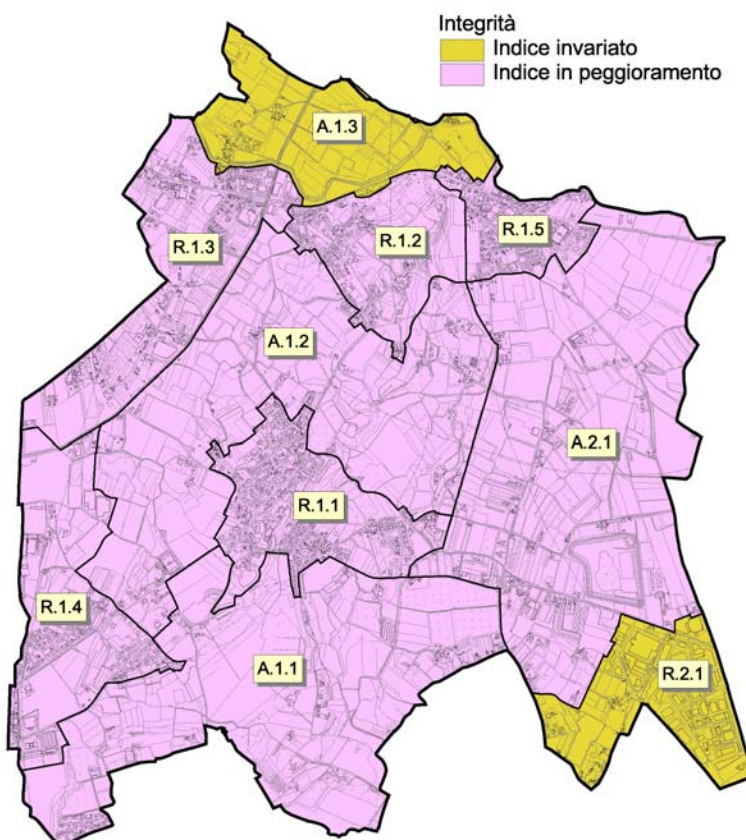 Integrità
Indice invariato
Indice in peggioramento
A.1.3
R.1.3
R.1.2
R.1.5
A.1.2
A.2.1
R.1.1
R.1.4
A.1.1
R.2.1